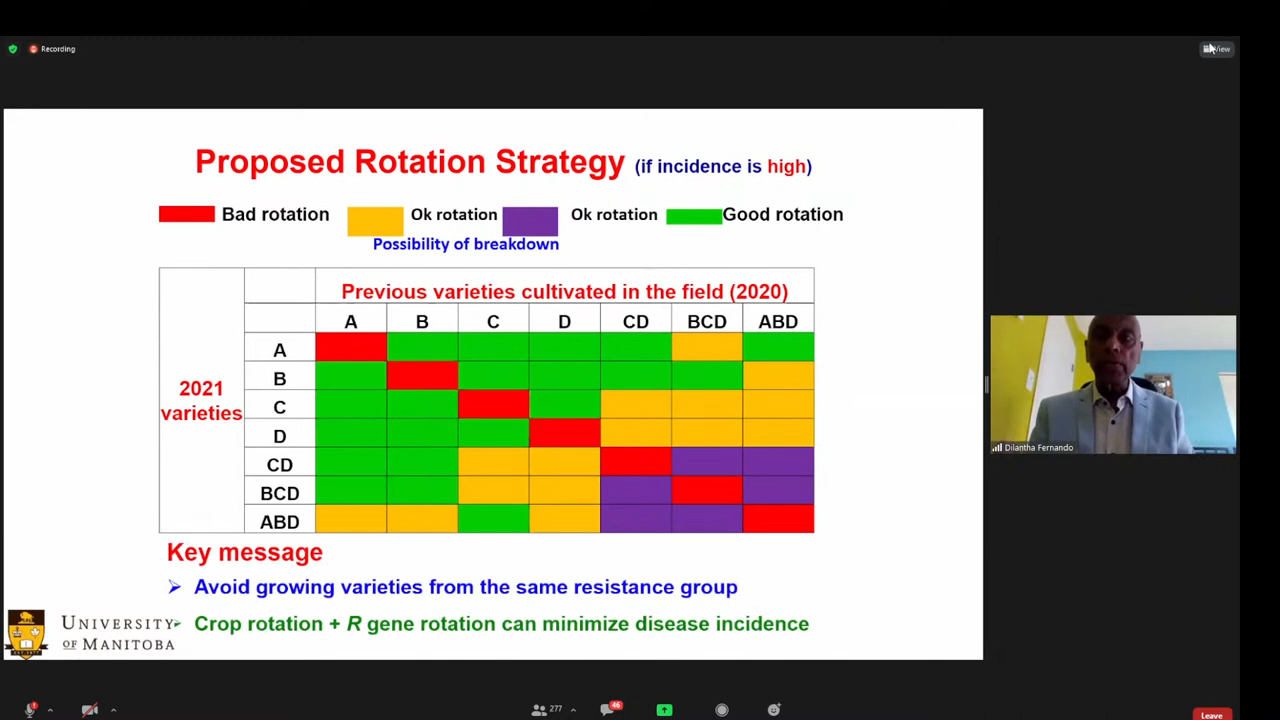 Recording
View
Proposed Rotation Strategy (if incidence is high)
Bad rotation Ok rotation Ok rotation Good rotation
Possibility of breakdown
Previous varieties cultivated in the field (2020)
A B C D CD BCD ABD
2021 varieties
A
B
C
D
CD
BCD
ABD
Key message
Avoid growing varieties from the same resistance group
Crop rotation + R gene rotation can minimize disease incidence
UNIVERSITY
OF MANITOBA
Dilantha Fernando
277
46
Leave